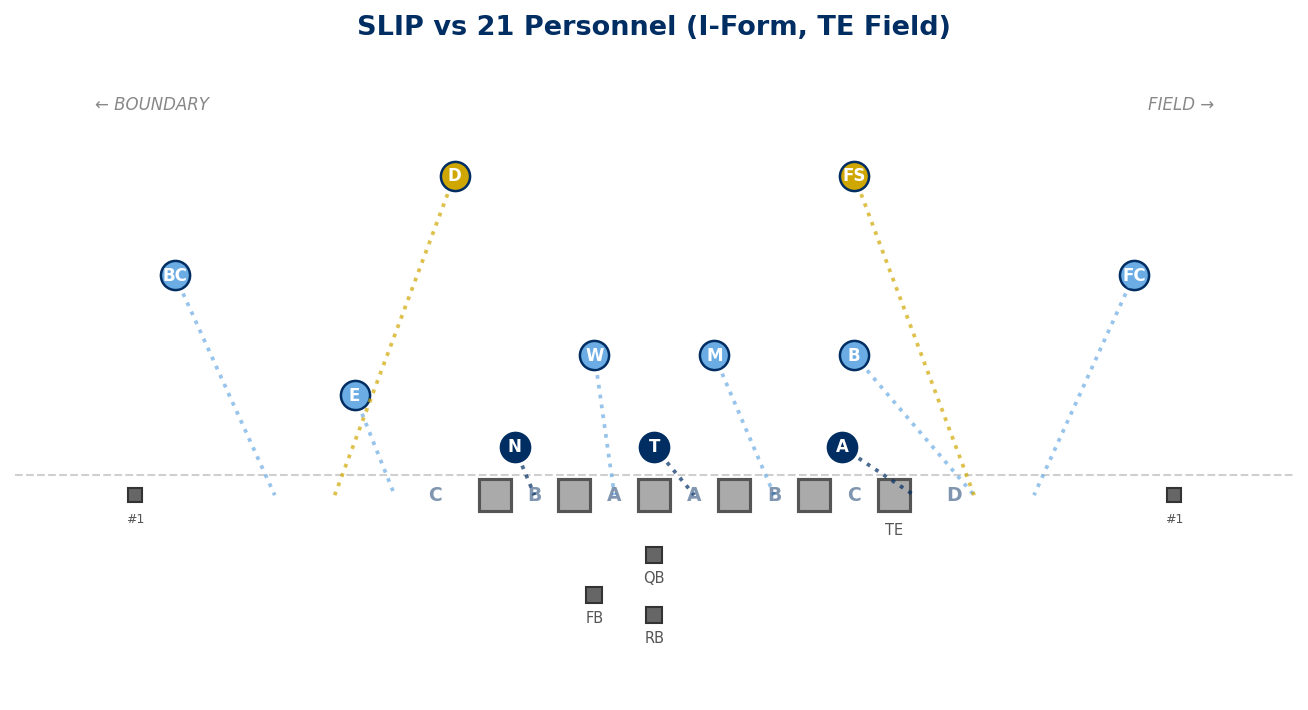 SLIP vs 21 Personnel (I-Form, TE Field)
← BOUNDARY
FIELD →
D
FS
BC
FC
W
M
B
E
N
T
A
C
B
A
A
B
C
D
#1
#1
TE
QB
FB
RB